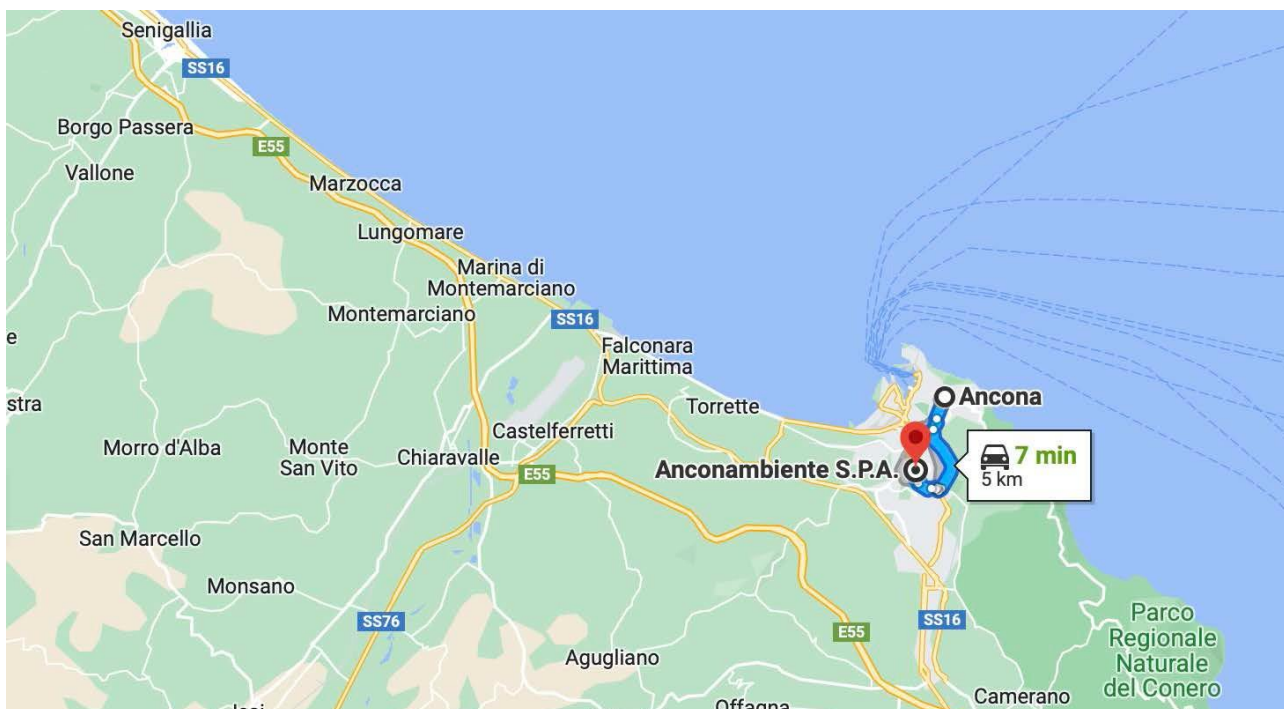 Senigallia
SS16
Borgo Passera
E55
Vallone
Marzocca
Lungomare
Marina di
Montemarciano
Montemarciano
SS16
e
Falconara
Marittima
stra
Ancona
Torrette
Castelferretti
Morro d'Alba
Monte
San Vito
Chiaravalle
Anconambiente S.P.A.
7 min
5 km
E55
San Marcello
Monsano
SS76
E55
SS16
Parco
Regionale
Naturale
del Conero
Agugliano
Camerano
Offagna